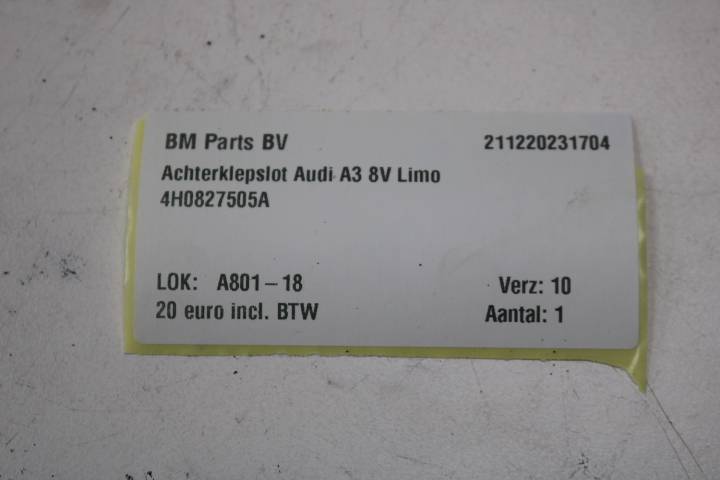 BM Parts BV 211220231704
Achterklepslot Audi A3 8V Limo
4H0827505A
LOK: A801-18 Verz: 10
20 euro incl. BTW Aantal: 1